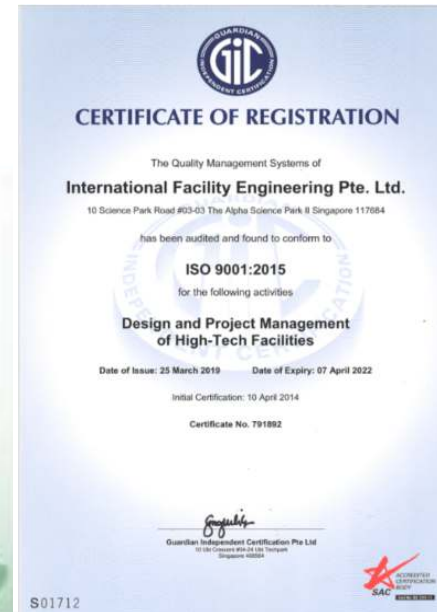 GUARDIAN
GIC
INDEPENDENT CERTIFICATION
CERTIFICATE OF REGISTRATION
The Quality Management Systems of
International Facility Engineering Pte. Ltd.
10 Science Park Road #03-03 The Alpha Science Park II Singapore 117684
has been audited and found to conform to
ISO 9001:2015
for the following activities
Design and Project Management
of High-Tech Facilities
Date of Issue: 25 March 2019 Date of Expiry: 07 April 2022
Initial Certification: 10 April 2014
Certificate No. 791892
Guardian Independent Certification Pte Ltd
Singapore
S01712
SAC
ACCREDITED
CERTIFICATION
BODY